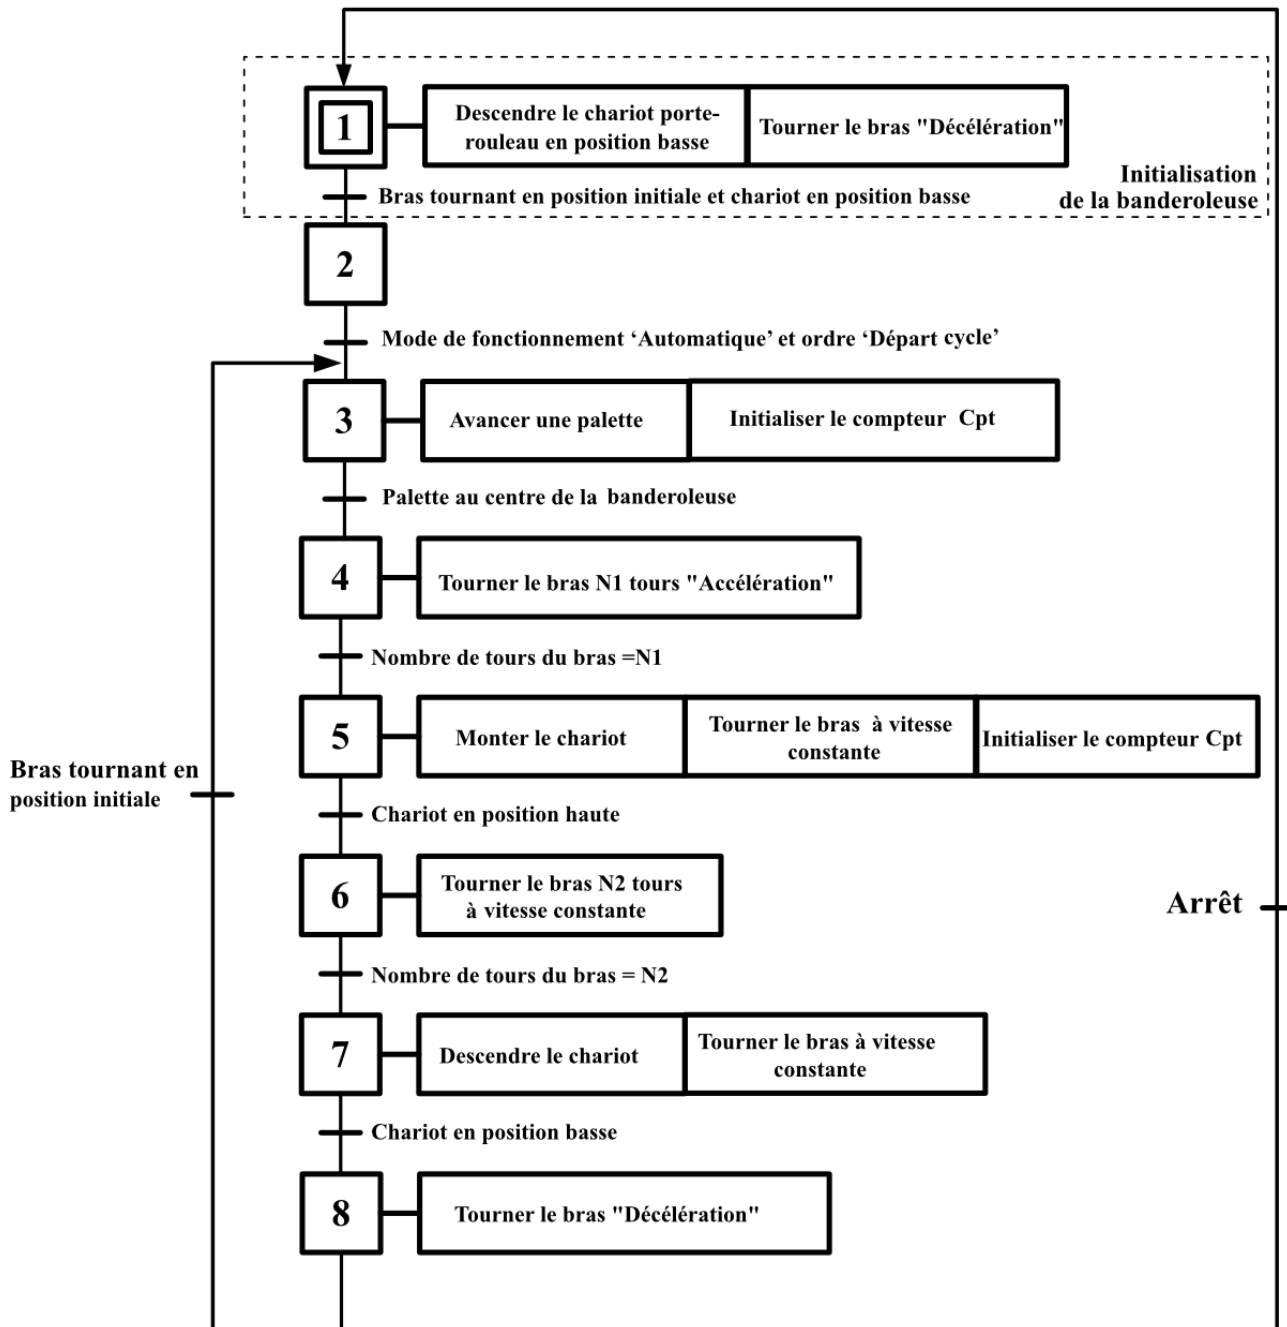 1
Descendre le chariot porte-
rouleau en position basse
Tourner le bras "Décélération"
Initialisation
de la banderoleuse
Bras tournant en position initiale et chariot en position basse
2
Mode de fonctionnement ‘Automatique’ et ordre ‘Départ cycle’
3
Avancer une palette
Initialiser le compteur Cpt
Palette au centre de la banderoleuse
4
Tourner le bras N1 tours "Accélération"
Nombre de tours du bras =N1
5
Monter le chariot
Tourner le bras à vitesse
constante
Initialiser le compteur Cpt
Bras tournant en
position initiale
Chariot en position haute
6
Tourner le bras N2 tours
à vitesse constante
Arrêt
Nombre de tours du bras = N2
7
Descendre le chariot
Tourner le bras à vitesse
constante
Chariot en position basse
8
Tourner le bras "Décélération"